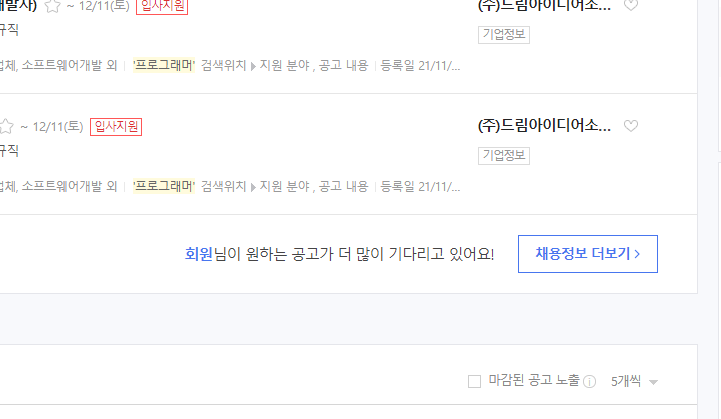 개발사) ~ 12/11(토) 입사지원 (주)드림아이디어소...
규직 기업정보
업체, 소프트웨어개발 외 '프로그래머' 검색위치 지원 분야 , 공고 내용 등록일 21/11/...
~ 12/11(토) 입사지원 (주)드림아이디어소...
규직 기업정보
업체, 소프트웨어개발 외 '프로그래머' 검색위치 지원 분야 , 공고 내용 등록일 21/11/...
회원님이 원하는 공고가 더 많이 기다리고 있어요! 채용정보 더보기 >
마감된 공고 노출 5개씩